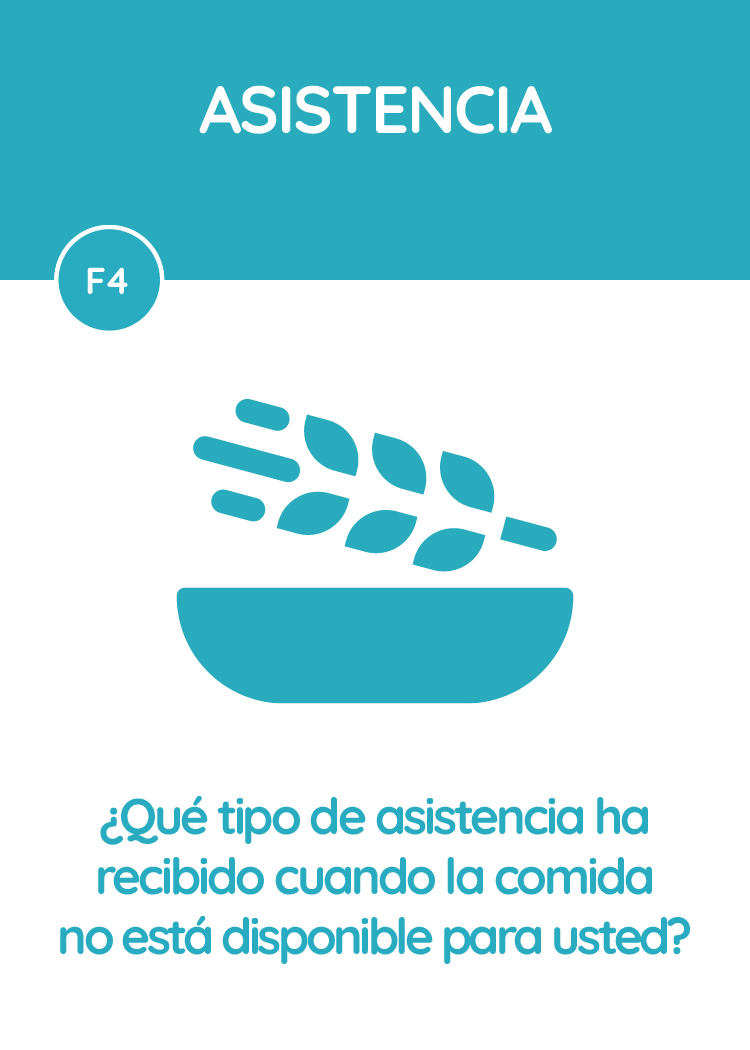 ASISTENCIA
F4
¿Qué tipo de asistencia ha
recibido cuando la comida
no está disponible para usted?